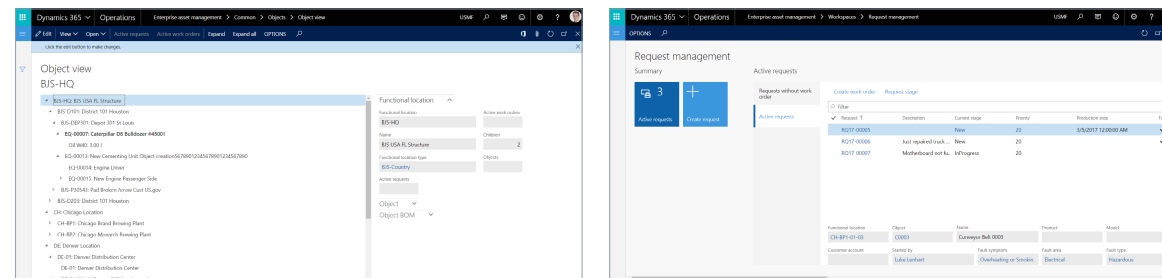 Dynamics 365 Operations Enterprise asset management > Common > Objects > Object view USMF ?
Edit View Open Active requests Active work orders Expand Expand all OPTIONS
Click the edit button to make changes.
Object view
BJS-HQ
BJS-HQ: BJS USA FL Structure
BJS D101: District 101 Houston
BJS-DEP301: Depot 301 St Louis
EQ-00007: Caterpillar D8 Bulldozer #45001
Oil W40: 3.00 l
EQ-00013: New Cementing Unit Object creation56789012345678901234567890
EQ-00014: Engine Driver
EQ-00015: New Engine Passenger Side
BJS-P30543: Pad Broken Arrow Cust US.gov
BJS-D203: District 101 Houston
CH: Chicago Location
CH-BP1: Chicago Brand Brewing Plant
CH-BP2: Chicago Monarch Brewing Plant
DE: Denver Location
DE-01: Denver Distribution Center
DE-01: Denver Distribution Center
Functional location
Functional location Active work orders
BJS-HQ
Name Children
BJS USA FL Structure 2
Functional location type Objects
BJS-Country
Active requests
Object
Object BOM
Dynamics 365 Operations Enterprise asset management > Workspaces > Request management USMF ?
OPTIONS
Request management
Summary
3
Active requests
Create request
Active requests
Requests without work order
Active requests
Create work order Request stage
Filter
Request Description Current stage Priority Production stop
RQ17-00005 New 20 3/5/2017 12:00:00 AM
RQ17-00006 Just repaired truck ... New 20
RQ17-00007 Motherboard not fu.. InProgress 20
Functional location Object Name Product Model
CH-BP1-01-03 C0003 Conveyor Belt 0003
Customer account Started by Fault symptom Fault area Fault type
Luke Lenhart Overheating or Smokin. Electrical Hazardous